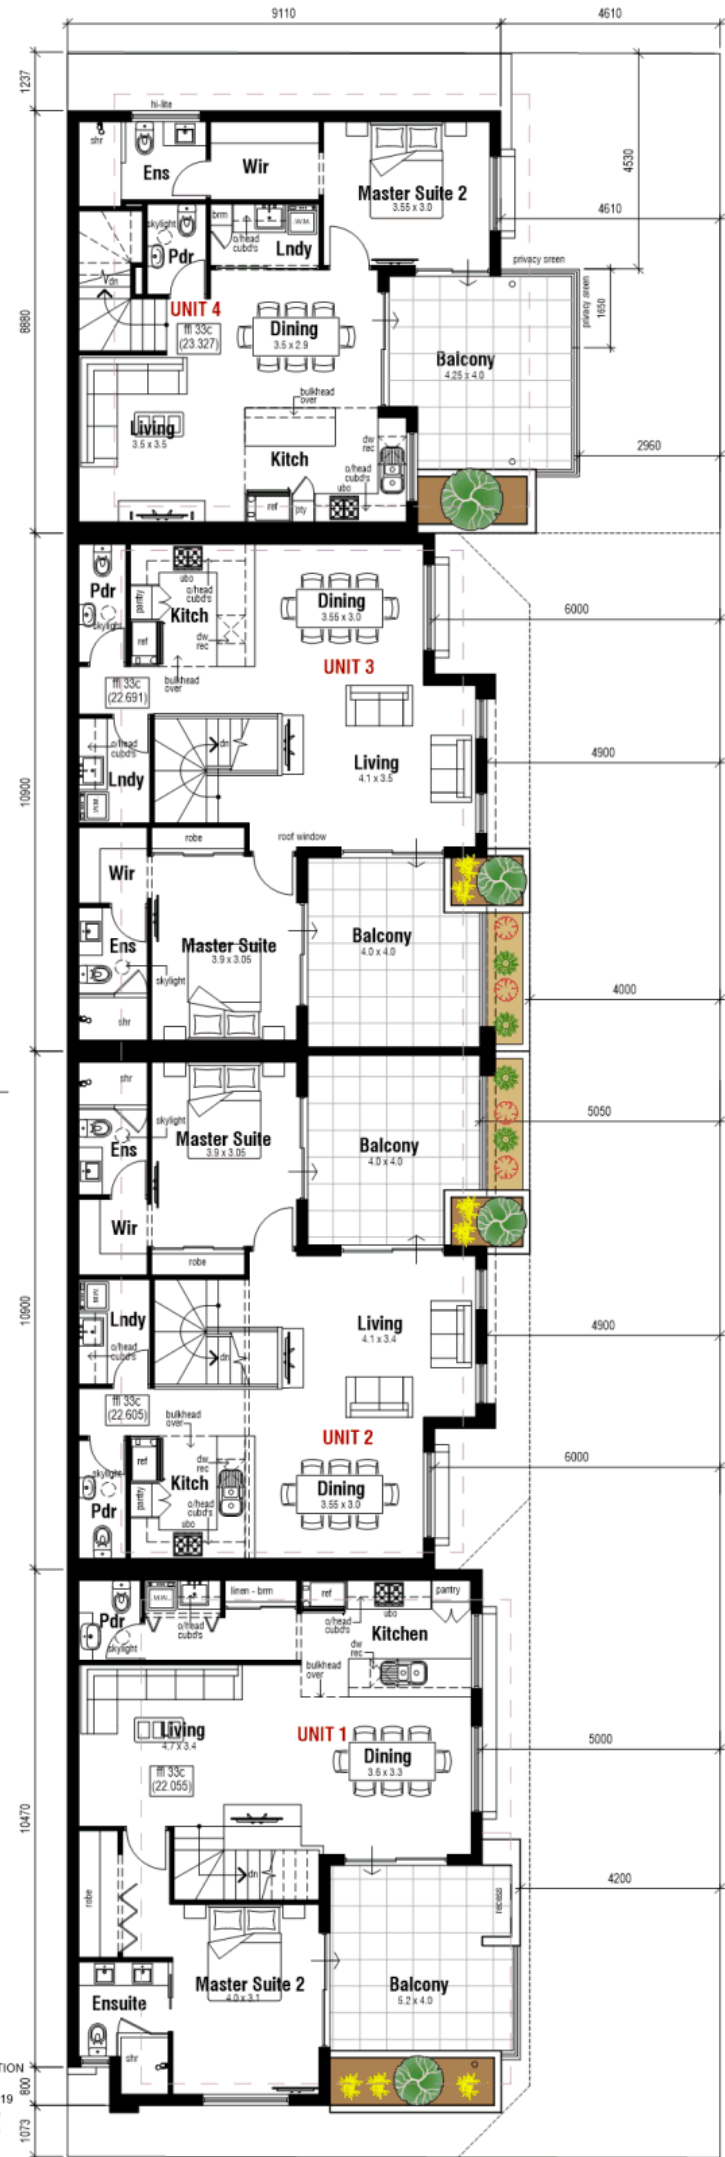 9110
4610
1237
hi-lite
shr
Ens
Wir
Master Suite 2
3.55 x 3.0
4530
4610
skylight
brm
W.M.
Pdr
o/head
cubd's
Lndy
privacy sreen
privacy sreen
1650
dn
UNIT 4
ffl 33c
(23.327)
Dining
3.5 x 2.9
8880
Balcony
4.25 x 4.0
Living
3.5 x 3.5
bulkhead
over
Kitch
dw
rec
o/head
cubd's
ubo
ref
pty
2960
Pdr
skylight
ubo
o/head
cubd's
pantry
Kitch
ref
dw
rec
bulkhead
over
Dining
3.55 x 3.0
6000
UNIT 3
ffl 33c
(22.691)
o/head
cubd's
Lndy
W.M.
dn
Living
4.1 x 3.5
4900
10900
robe
roof window
Wir
Ens
skylight
shr
Master Suite
3.9 x 3.05
Balcony
4.0 x 4.0
4000
shr
skylight
Ens
Master Suite
3.9 x 3.05
Balcony
4.0 x 4.0
5050
Wir
robe
W.M.
Lndy
o/head
cubd's
dn
Living
4.1 x 3.4
4900
10900
ffl 33c
(22.605)
bulkhead
over
UNIT 2
ref
dw
rec
skylight
Kitch
pantry
o/head
cubd's
Pdr
ubo
Dining
3.55 x 3.0
6000
Pdr
skylight
W.M.
o/head
cubd's
linen - brm
ref
ubo
pantry
o/head
cubd's
Kitchen
dw
rec
bulkhead
over
Living
4.7 x 3.4
UNIT 1
Dining
3.6 x 3.3
5000
ffl 33c
(22.055)
10470
dn
robe
recess
4200
Master Suite 2
4.0 x 3.1
Balcony
5.2 x 4.0
Ensuite
shr
TION
800
19
1073